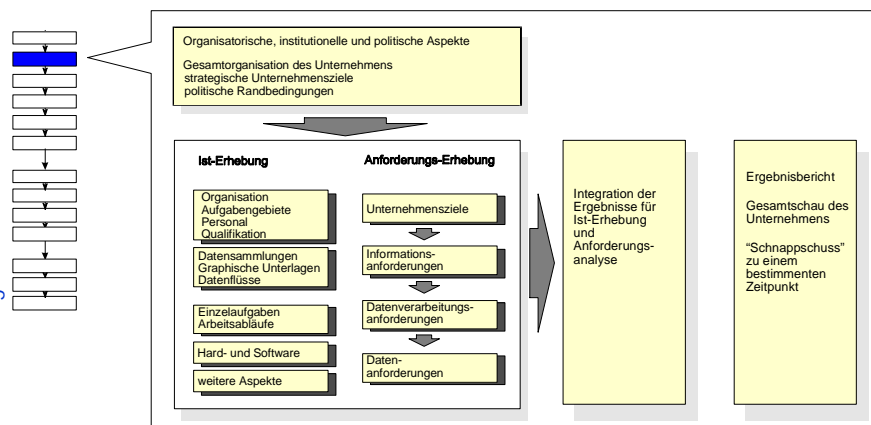 Organisatorische, institutionelle und politische Aspekte
Gesamtorganisation des Unternehmens
strategische Unternehmensziele
politische Randbedingungen
Ist-Erhebung
Organisation
Aufgabengebiete
Personal
Qualifikation
Datensammlungen
Graphische Unterlagen
Datenflüsse
Einzelaufgaben
Arbeitsabläufe
Hard- und Software
weitere Aspekte
Anforderungs-Erhebung
Unternehmensziele
Informations-
anforderungen
Datenverarbeitungs-
anforderungen
Daten-
anforderungen
Integration der
Ergebnisse für
Ist-Erhebung
und
Anforderungs-
analyse
Ergebnisbericht
Gesamtschau des
Unternehmens
“Schnappschuss”
zu einem
bestimmten
Zeitpunkt